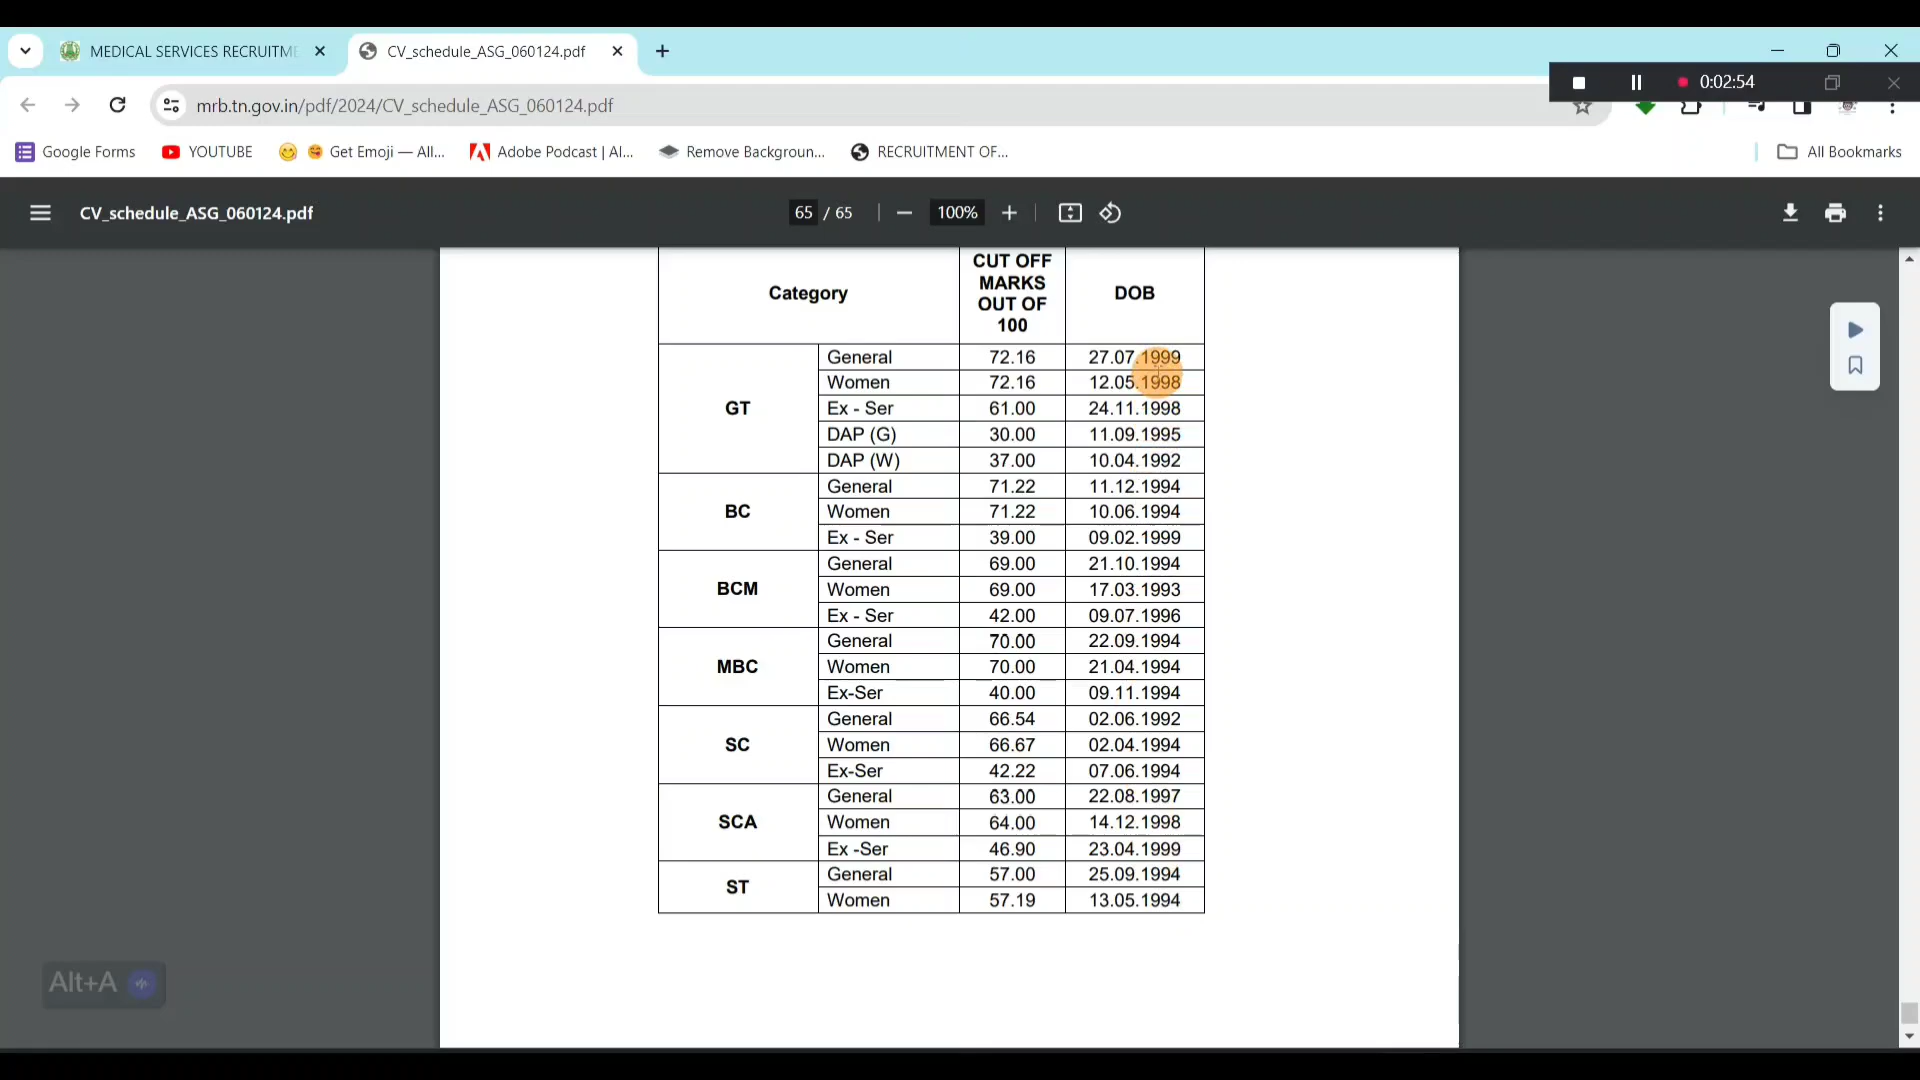 MEDICAL SERVICES RECRUITME
CV_schedule_ASG_060124.pdf
0:02:54
mrb.tn.gov.in/pdf/2024/CV_schedule_ASG_060124.pdf
Google Forms YOUTUBE Get Emoji — All... Adobe Podcast | AI... Remove Backgroun... RECRUITMENT OF... All Bookmarks
CV_schedule_ASG_060124.pdf 65 / 65 100%
Category CUT OFF MARKS OUT OF 100 DOB
GT General 72.16 27.07.1999
Women 72.16 12.05.1998
Ex - Ser 61.00 24.11.1998
DAP (G) 30.00 11.09.1995
DAP (W) 37.00 10.04.1992
BC General 71.22 11.12.1994
Women 71.22 10.06.1994
Ex - Ser 39.00 09.02.1999
BCM General 69.00 21.10.1994
Women 69.00 17.03.1993
Ex - Ser 42.00 09.07.1996
MBC General 70.00 22.09.1994
Women 70.00 21.04.1994
Ex-Ser 40.00 09.11.1994
SC General 66.54 02.06.1992
Women 66.67 02.04.1994
Ex-Ser 42.22 07.06.1994
SCA General 63.00 22.08.1997
Women 64.00 14.12.1998
Ex -Ser 46.90 23.04.1999
ST General 57.00 25.09.1994
Women 57.19 13.05.1994
Alt+A